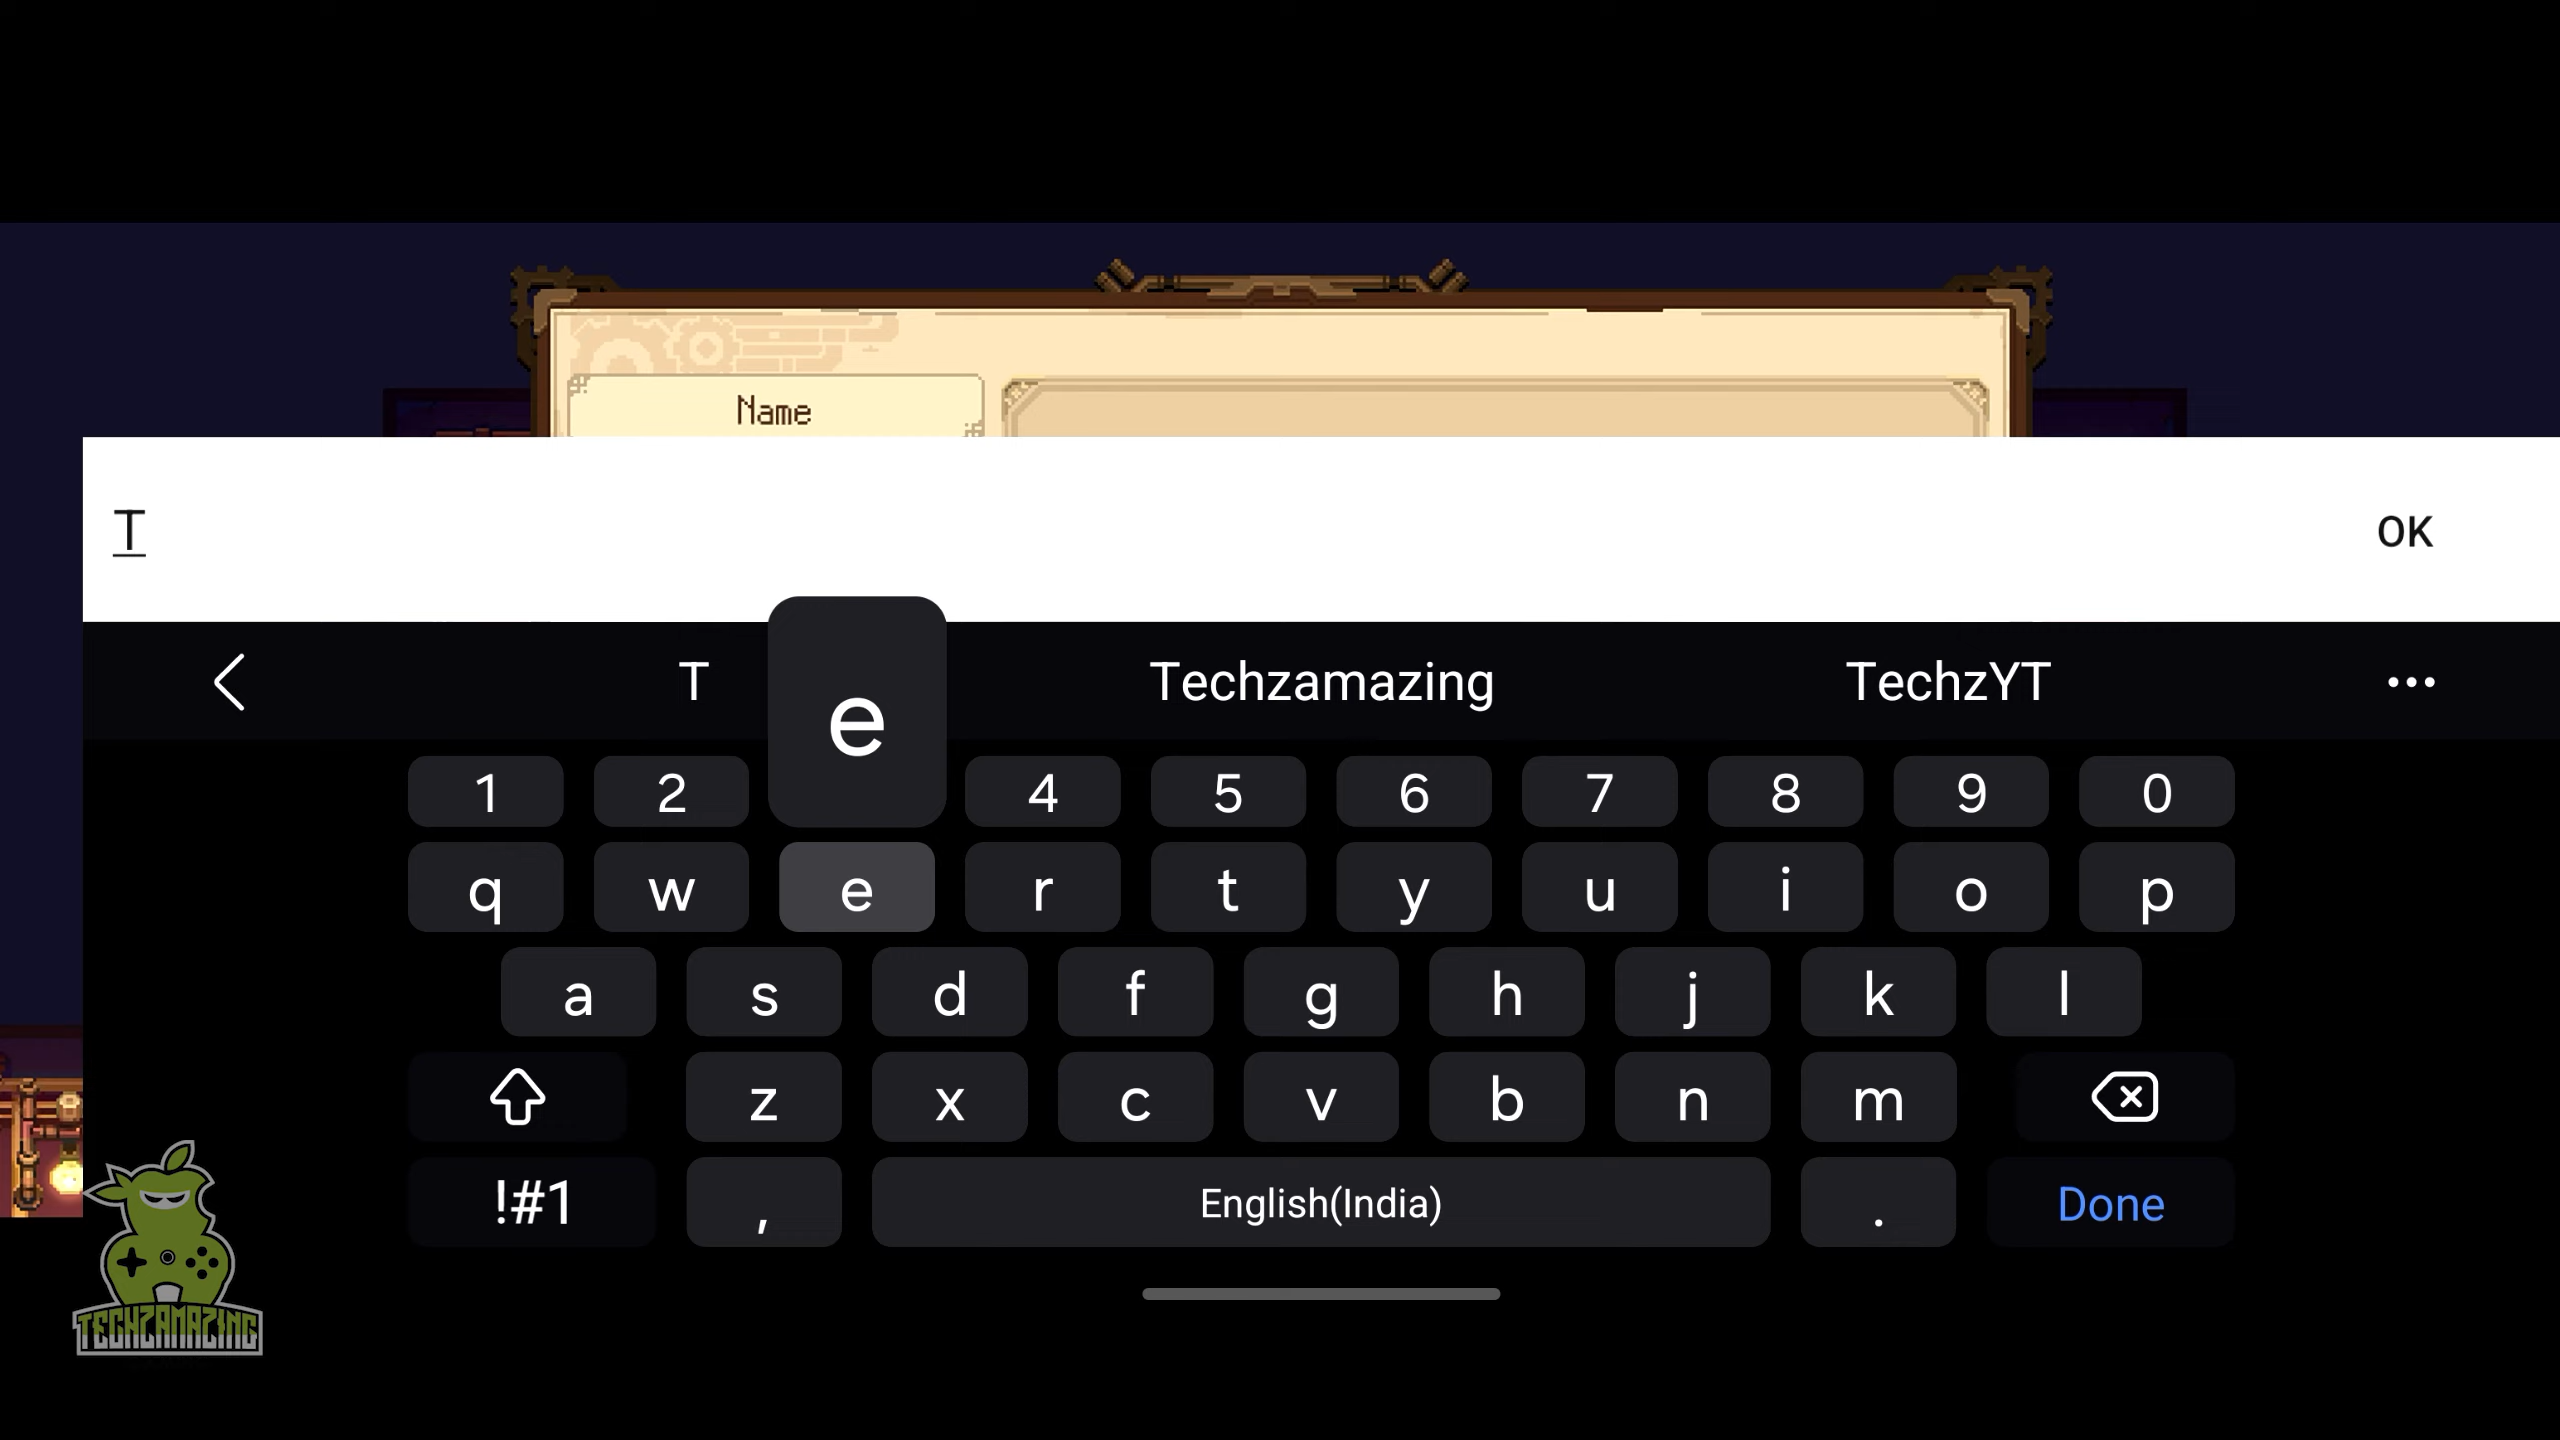 Name
T
OK
T
e
Techzamazing
TechzYT
1 2 4 5 6 7 8 9 0
q w e r t y u i o p
a s d f g h j k l
z x c v b n m
!#1 , English(India) . Done
TECHZAMAZING